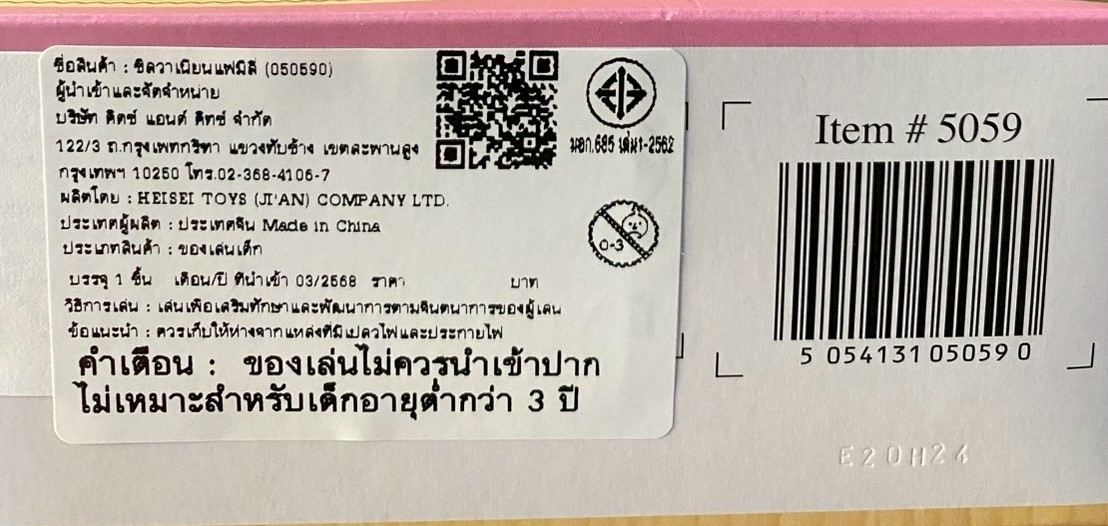 ชื่อสินค้า : ซิลวาเนียนแฟมิลี่ (050590)
ผู้นำเข้าและจัดจำหน่าย
บริษัท คิดซ์ แอนด์ คิทซ์ จำกัด
122/3 ถ.กรุงเทพกรีฑา แขวงทับช้าง เขตสะพานสูง
กรุงเทพฯ 10250 โทร.02-368-4106-7
ผลิตโดย : HEISEI TOYS (JI'AN) COMPANY LTD.
ประเทศผู้ผลิต : ประเทศจีน Made in China
ประเภทสินค้า : ของเล่นเด็ก
บรรจุ 1 ชิ้น เดือน/ปี ที่นำเข้า 03/2568 ราคา บาท
วิธีการเล่น : เล่นเพื่อเสริมทักษาและพัฒนาการตามจินตนาการของผู้เล่น
ข้อแนะนำ : ควรเก็บให้ห่างจากแหล่งที่มีเปลวไฟและประกายไฟ
คำเตือน : ของเล่นไม่ควรนำเข้าปาก
ไม่เหมาะสำหรับเด็กอายุต่ำกว่า 3 ปี
มอก.685 เล่ม1-2562
0-3
Item # 5059
5 054131 050590
E20H24